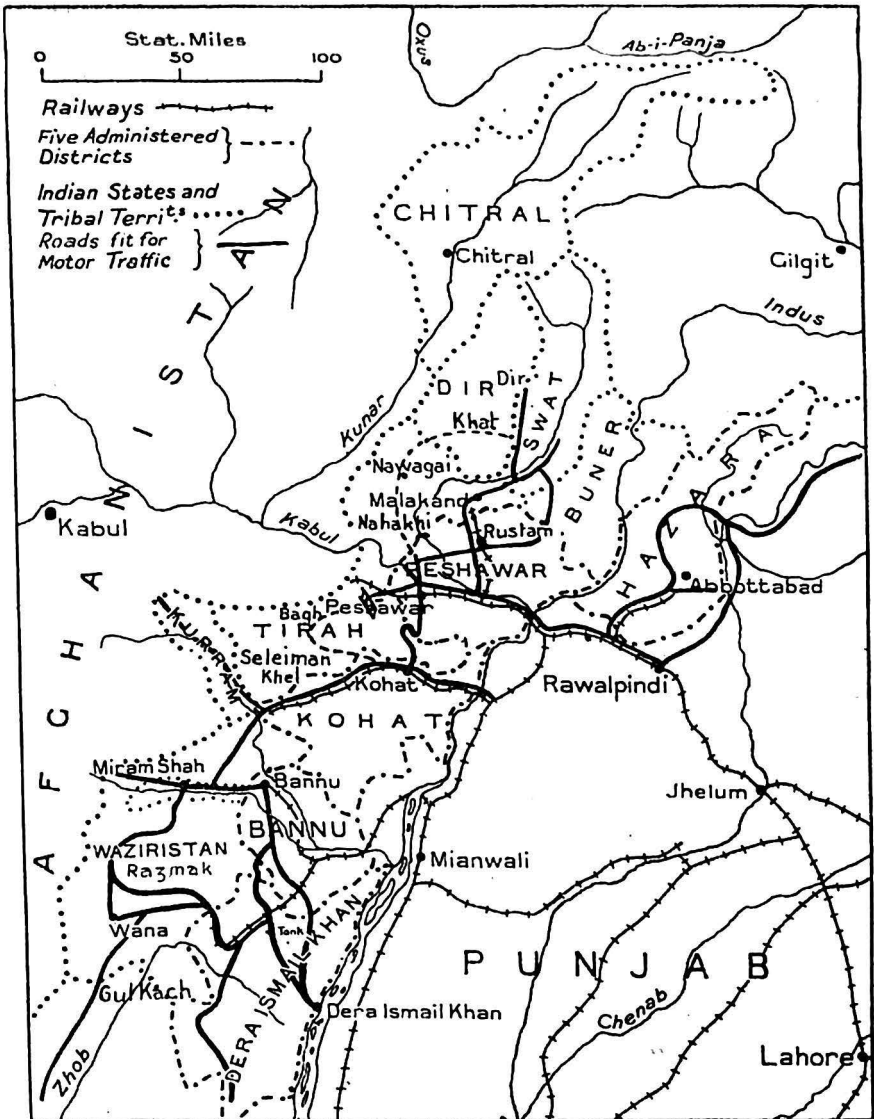 Stat. Miles
0 50 100
Railways
Five Administered
Districts
Indian States and
Tribal Territs.
Roads fit for
Motor Traffic
Oxus
Ab-i-Panja
CHITRAL
Chitral
Gilgit
Indus
DIR
Dir
SWAT
Khat
Kunar
Nawagai
BUNER
HAZARA
Malakand
Nahakhi
Kabul
Kabul
Rustam
PESHAWAR
Abbottabad
Bagh
Peshawar
TIRAH
KURRAM
Seleiman
Khel
Kohat
Rawalpindi
KOHAT
AFGHANISTAN
Miram Shah
Bannu
Jhelum
BANNU
WAZIRISTAN
Razmak
Mianwali
Wana
Tank
DERA ISMAIL KHAN
PUNJAB
Gul Kach
Dera Ismail Khan
Chenab
Zhob
Lahore